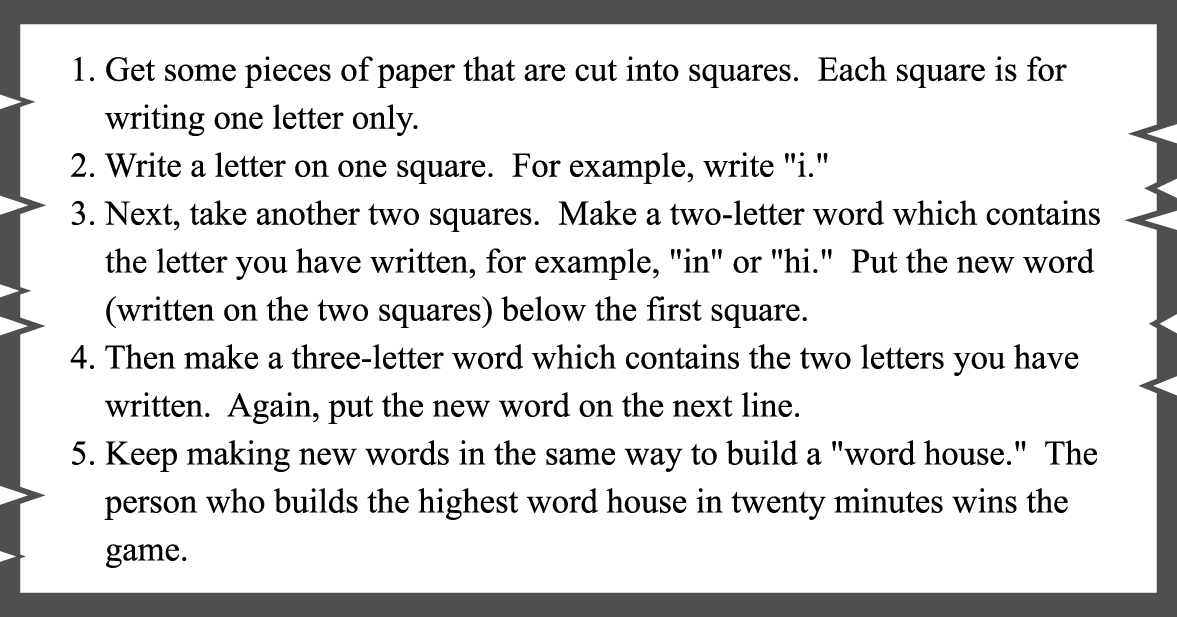 1. Get some pieces of paper that are cut into squares.  Each square is for
writing one letter only.
2. Write a letter on one square.  For example, write "i."
3. Next, take another two squares.  Make a two-letter word which contains
the letter you have written, for example, "in" or "hi."  Put the new word
(written on the two squares) below the first square.
4. Then make a three-letter word which contains the two letters you have
written.  Again, put the new word on the next line.
5. Keep making new words in the same way to build a "word house."  The
person who builds the highest word house in twenty minutes wins the
game.